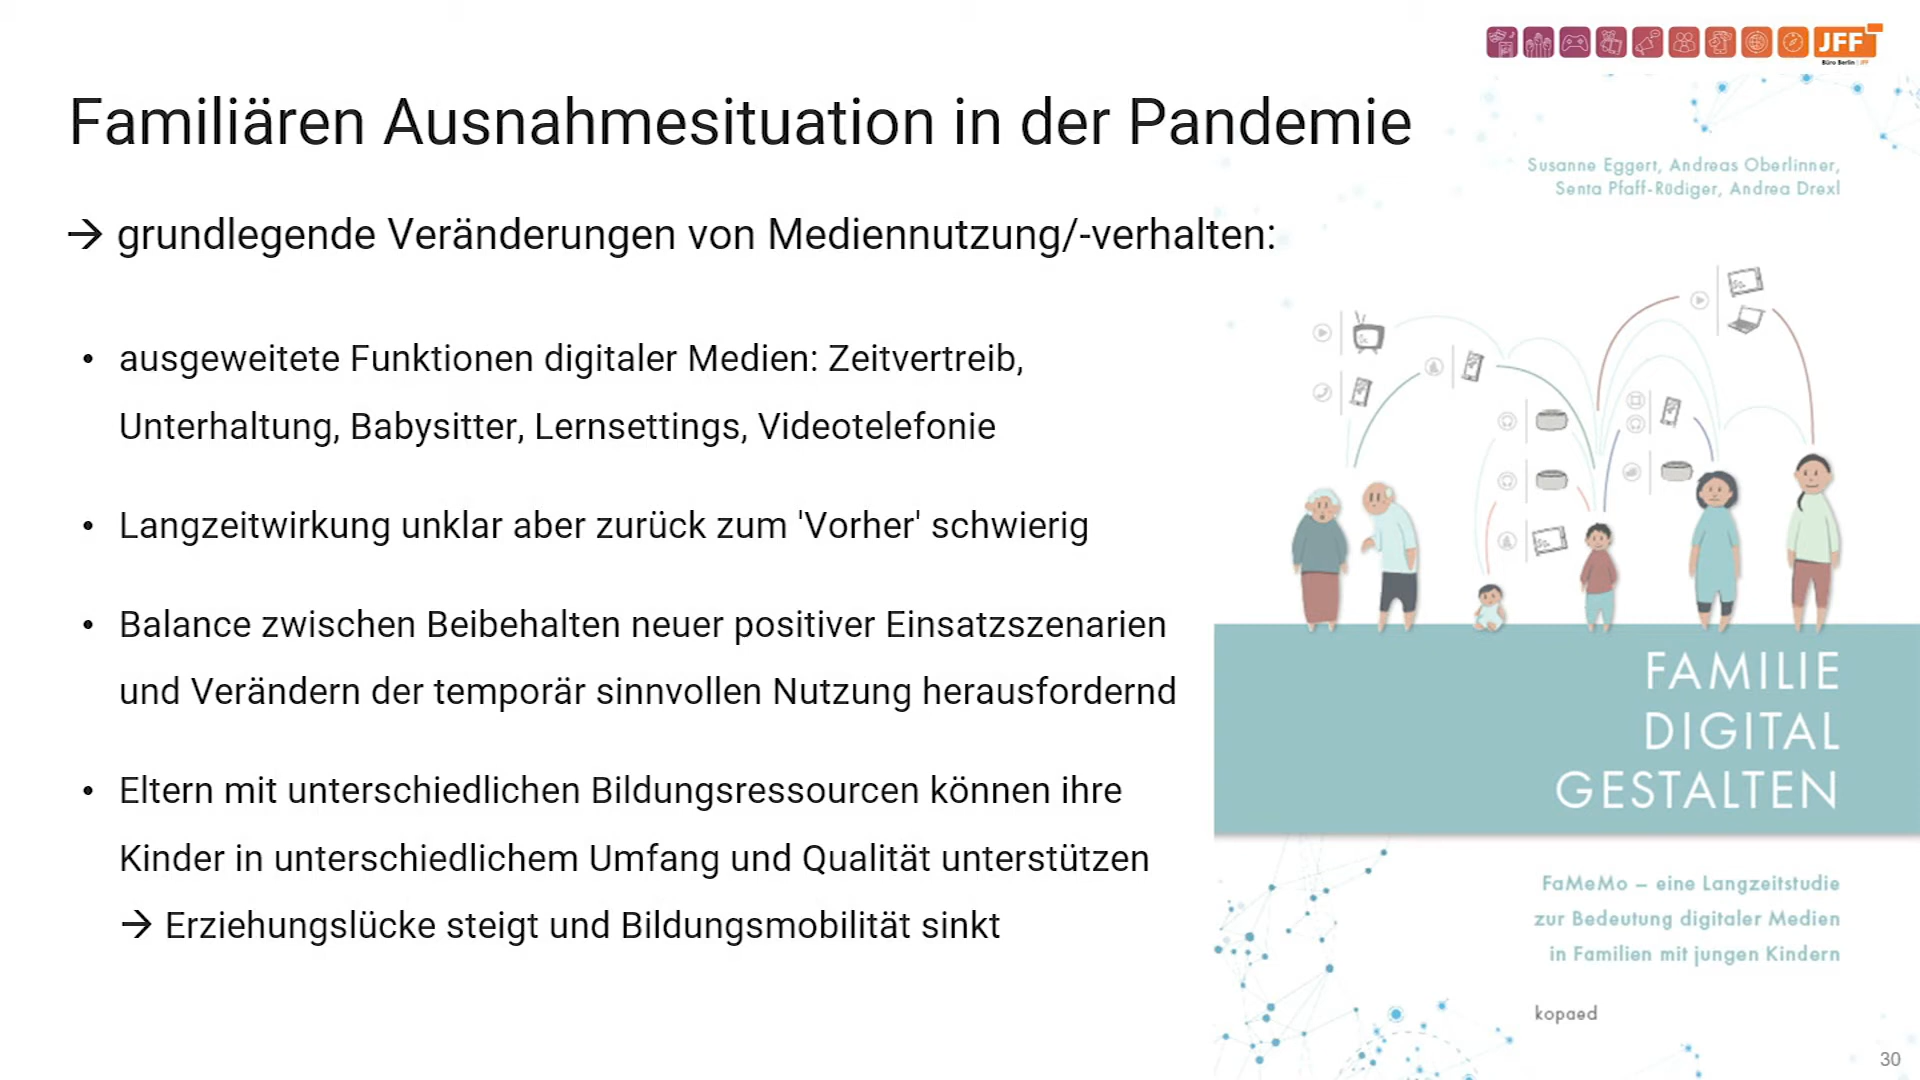 JFF
Büro Berlin | JFF
Familiären Ausnahmesituation in der Pandemie
→ grundlegende Veränderungen von Mediennutzung/-verhalten:
• ausgeweitete Funktionen digitaler Medien: Zeitvertreib,
Unterhaltung, Babysitter, Lernsettings, Videotelefonie
• Langzeitwirkung unklar aber zurück zum 'Vorher' schwierig
• Balance zwischen Beibehalten neuer positiver Einsatzszenarien
und Verändern der temporär sinnvollen Nutzung herausfordernd
• Eltern mit unterschiedlichen Bildungsressourcen können ihre
Kinder in unterschiedlichem Umfang und Qualität unterstützen
→ Erziehungslücke steigt und Bildungsmobilität sinkt
Susanne Eggert, Andreas Oberlinner,
Senta Pfaff-Rüdiger, Andrea Drexl
FAMILIE
DIGITAL
GESTALTEN
FaMeMo – eine Langzeitstudie
zur Bedeutung digitaler Medien
in Familien mit jungen Kindern
kopaed
30